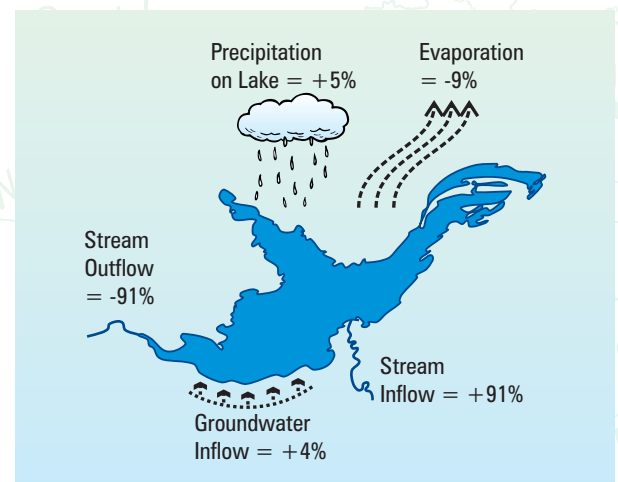 Precipitation
on Lake = +5%
Evaporation
= -9%
Stream
Outflow
= -91%
Stream
Inflow = +91%
Groundwater
Inflow = +4%